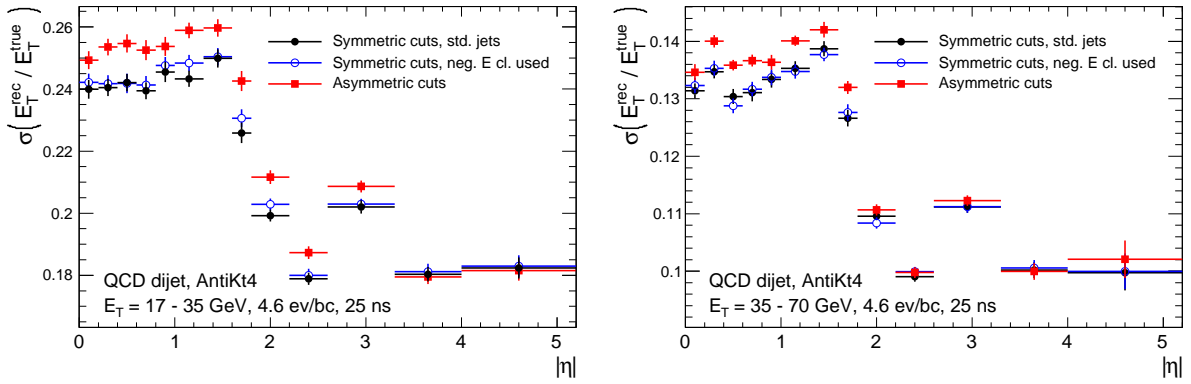 σ( E_T^rec / E_T^true )
0.26
0.24
0.22
0.2
0.18
Symmetric cuts, std. jets
Symmetric cuts, neg. E cl. used
Asymmetric cuts
QCD dijet, AntiKt4
E_T = 17 - 35 GeV, 4.6 ev/bc, 25 ns
0 1 2 3 4 5
|η|
σ( E_T^rec / E_T^true )
0.14
0.13
0.12
0.11
0.1
Symmetric cuts, std. jets
Symmetric cuts, neg. E cl. used
Asymmetric cuts
QCD dijet, AntiKt4
E_T = 35 - 70 GeV, 4.6 ev/bc, 25 ns
0 1 2 3 4 5
|η|